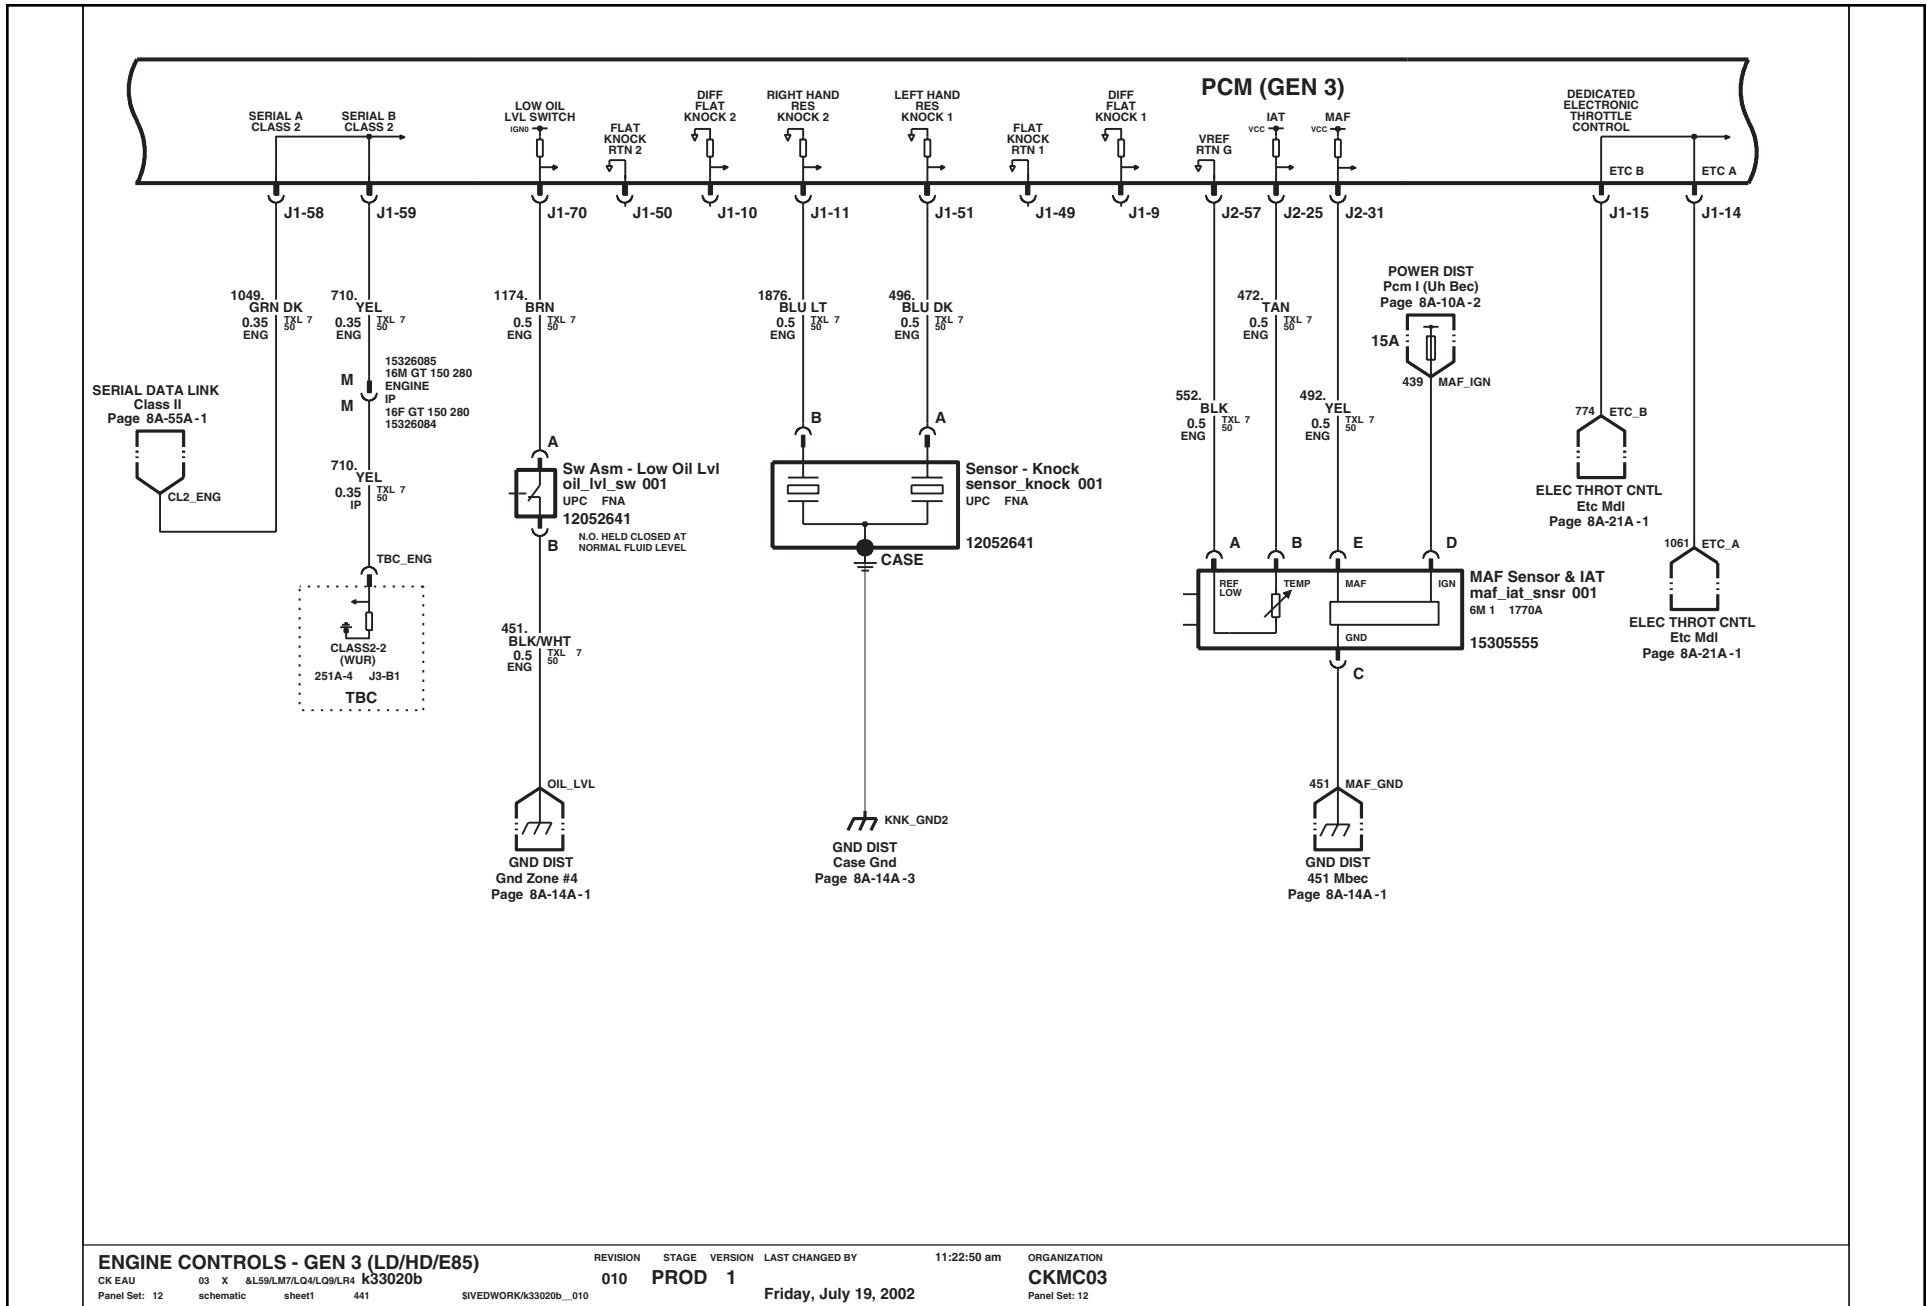 PCM (GEN 3)
SERIAL A
CLASS 2
SERIAL B
CLASS 2
LOW OIL
LVL SWITCH
IGN0
FLAT
KNOCK
RTN 2
DIFF
FLAT
KNOCK 2
RIGHT HAND
RES
KNOCK 2
LEFT HAND
RES
KNOCK 1
FLAT
KNOCK
RTN 1
DIFF
FLAT
KNOCK 1
VREF
RTN G
IAT
VCC
MAF
VCC
DEDICATED
ELECTRONIC
THROTTLE
CONTROL
ETC B
ETC A
J1-58
J1-59
J1-70
J1-50
J1-10
J1-11
J1-51
J1-49
J1-9
J2-57
J2-25
J2-31
J1-15
J1-14
1049.
GRN DK
0.35 TXL 7
50
ENG
710.
YEL
0.35 TXL 7
50
ENG
1174.
BRN
0.5 TXL 7
50
ENG
1876.
BLU LT
0.5 TXL 7
50
ENG
496.
BLU DK
0.5 TXL 7
50
ENG
472.
TAN
0.5 TXL 7
50
ENG
POWER DIST
Pcm I (Uh Bec)
Page 8A-10A-2
15A
439 MAF_IGN
M
M
15326085
16M GT 150 280
ENGINE
IP
16F GT 150 280
15326084
SERIAL DATA LINK
Class II
Page 8A-55A-1
CL2_ENG
710.
YEL
0.35 TXL 7
50
IP
TBC_ENG
CLASS2-2
(WUR)
251A-4 J3-B1
TBC
A
Sw Asm - Low Oil Lvl
oil_lvl_sw 001
UPC FNA
12052641
B
N.O. HELD CLOSED AT
NORMAL FLUID LEVEL
451.
BLK/WHT
0.5 TXL 7
50
ENG
OIL_LVL
GND DIST
Gnd Zone #4
Page 8A-14A-1
B
A
Sensor - Knock
sensor_knock 001
UPC FNA
12052641
CASE
KNK_GND2
GND DIST
Case Gnd
Page 8A-14A-3
552.
BLK
0.5 TXL 7
50
ENG
492.
YEL
0.5 TXL 7
50
ENG
A
B
E
D
REF
LOW
TEMP
MAF
IGN
GND
MAF Sensor & IAT
maf_iat_snsr 001
6M 1 1770A
15305555
C
451 MAF_GND
GND DIST
451 Mbec
Page 8A-14A-1
774 ETC_B
ELEC THROT CNTL
Etc Mdl
Page 8A-21A-1
1061 ETC_A
ELEC THROT CNTL
Etc Mdl
Page 8A-21A-1
ENGINE CONTROLS - GEN 3 (LD/HD/E85)
CK EAU 03 X &L59/LM7/LQ4/LQ9/LR4 k33020b
Panel Set: 12 schematic sheet1 441 $IVEDWORK/k33020b__010
REVISION STAGE VERSION LAST CHANGED BY 11:22:50 am ORGANIZATION
010 PROD 1 CKMC03
Friday, July 19, 2002 Panel Set: 12